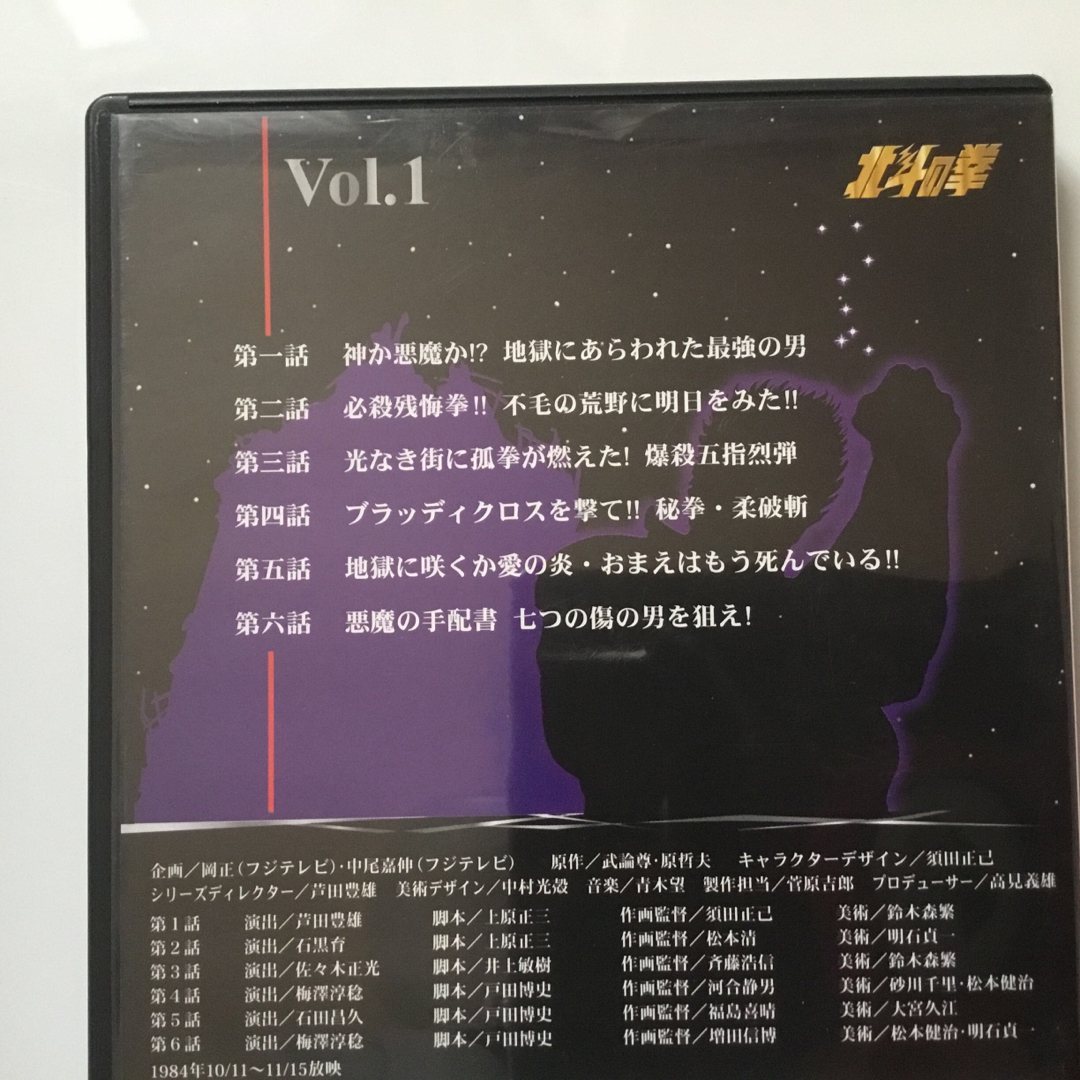 Vol.1
北斗の拳
第一話 神か悪魔か!? 地獄にあらわれた最強の男
第二話 必殺残悔拳!! 不毛の荒野に明日をみた!!
第三話 光なき街に孤拳が燃えた! 爆殺五指烈弾
第四話 ブラッディクロスを撃て!! 秘拳・柔破斬
第五話 地獄に咲くか愛の炎・おまえはもう死んでいる!!
第六話 悪魔の手配書 七つの傷の男を狙え!
企画／岡正(フジテレビ)・中尾嘉伸(フジテレビ) 原作／武論尊・原哲夫 キャラクターデザイン／須田正己
シリーズディレクター／芦田豊雄 美術デザイン／中村光毅 音楽／青木望 製作担当／菅原吉郎 プロデューサー／高見義雄
第1話 演出／芦田豊雄 脚本／上原正三 作画監督／須田正己 美術／鈴木森繁
第2話 演出／石黒育 脚本／上原正三 作画監督／松本清 美術／明石貞一
第3話 演出／佐々木正光 脚本／井上敏樹 作画監督／斉藤浩信 美術／鈴木森繁
第4話 演出／梅澤淳稔 脚本／戸田博史 作画監督／河合静男 美術／砂川千里・松本健治
第5話 演出／石田昌久 脚本／戸田博史 作画監督／福島喜晴 美術／大宮久江
第6話 演出／梅澤淳稔 脚本／戸田博史 作画監督／増田信博 美術／松本健治・明石貞一
1984年10/11～11/15放映